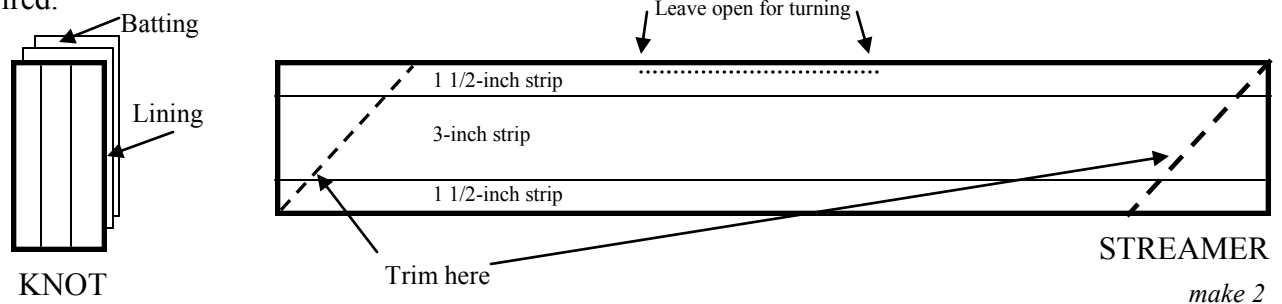 Batting
Lining
KNOT
Leave open for turning
1 1/2-inch strip
3-inch strip
1 1/2-inch strip
Trim here
STREAMER
make 2